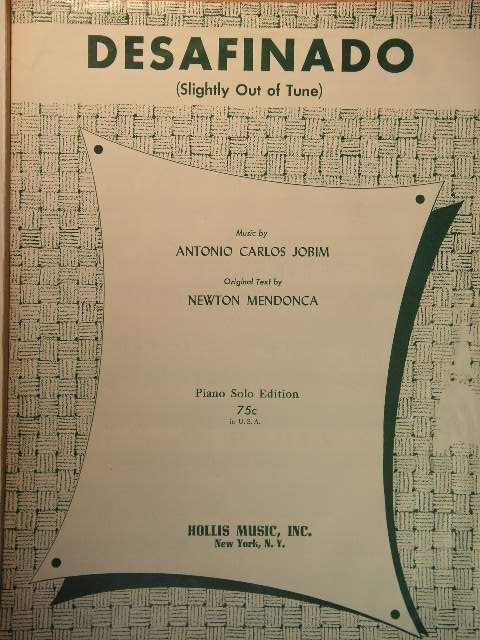 DESAFINADO
(Slightly Out of Tune)
Music by
ANTONIO CARLOS JOBIM
Original Text by
NEWTON MENDONCA
Piano Solo Edition
75c
in U. S. A.
HOLLIS MUSIC, INC.
New York, N. Y.